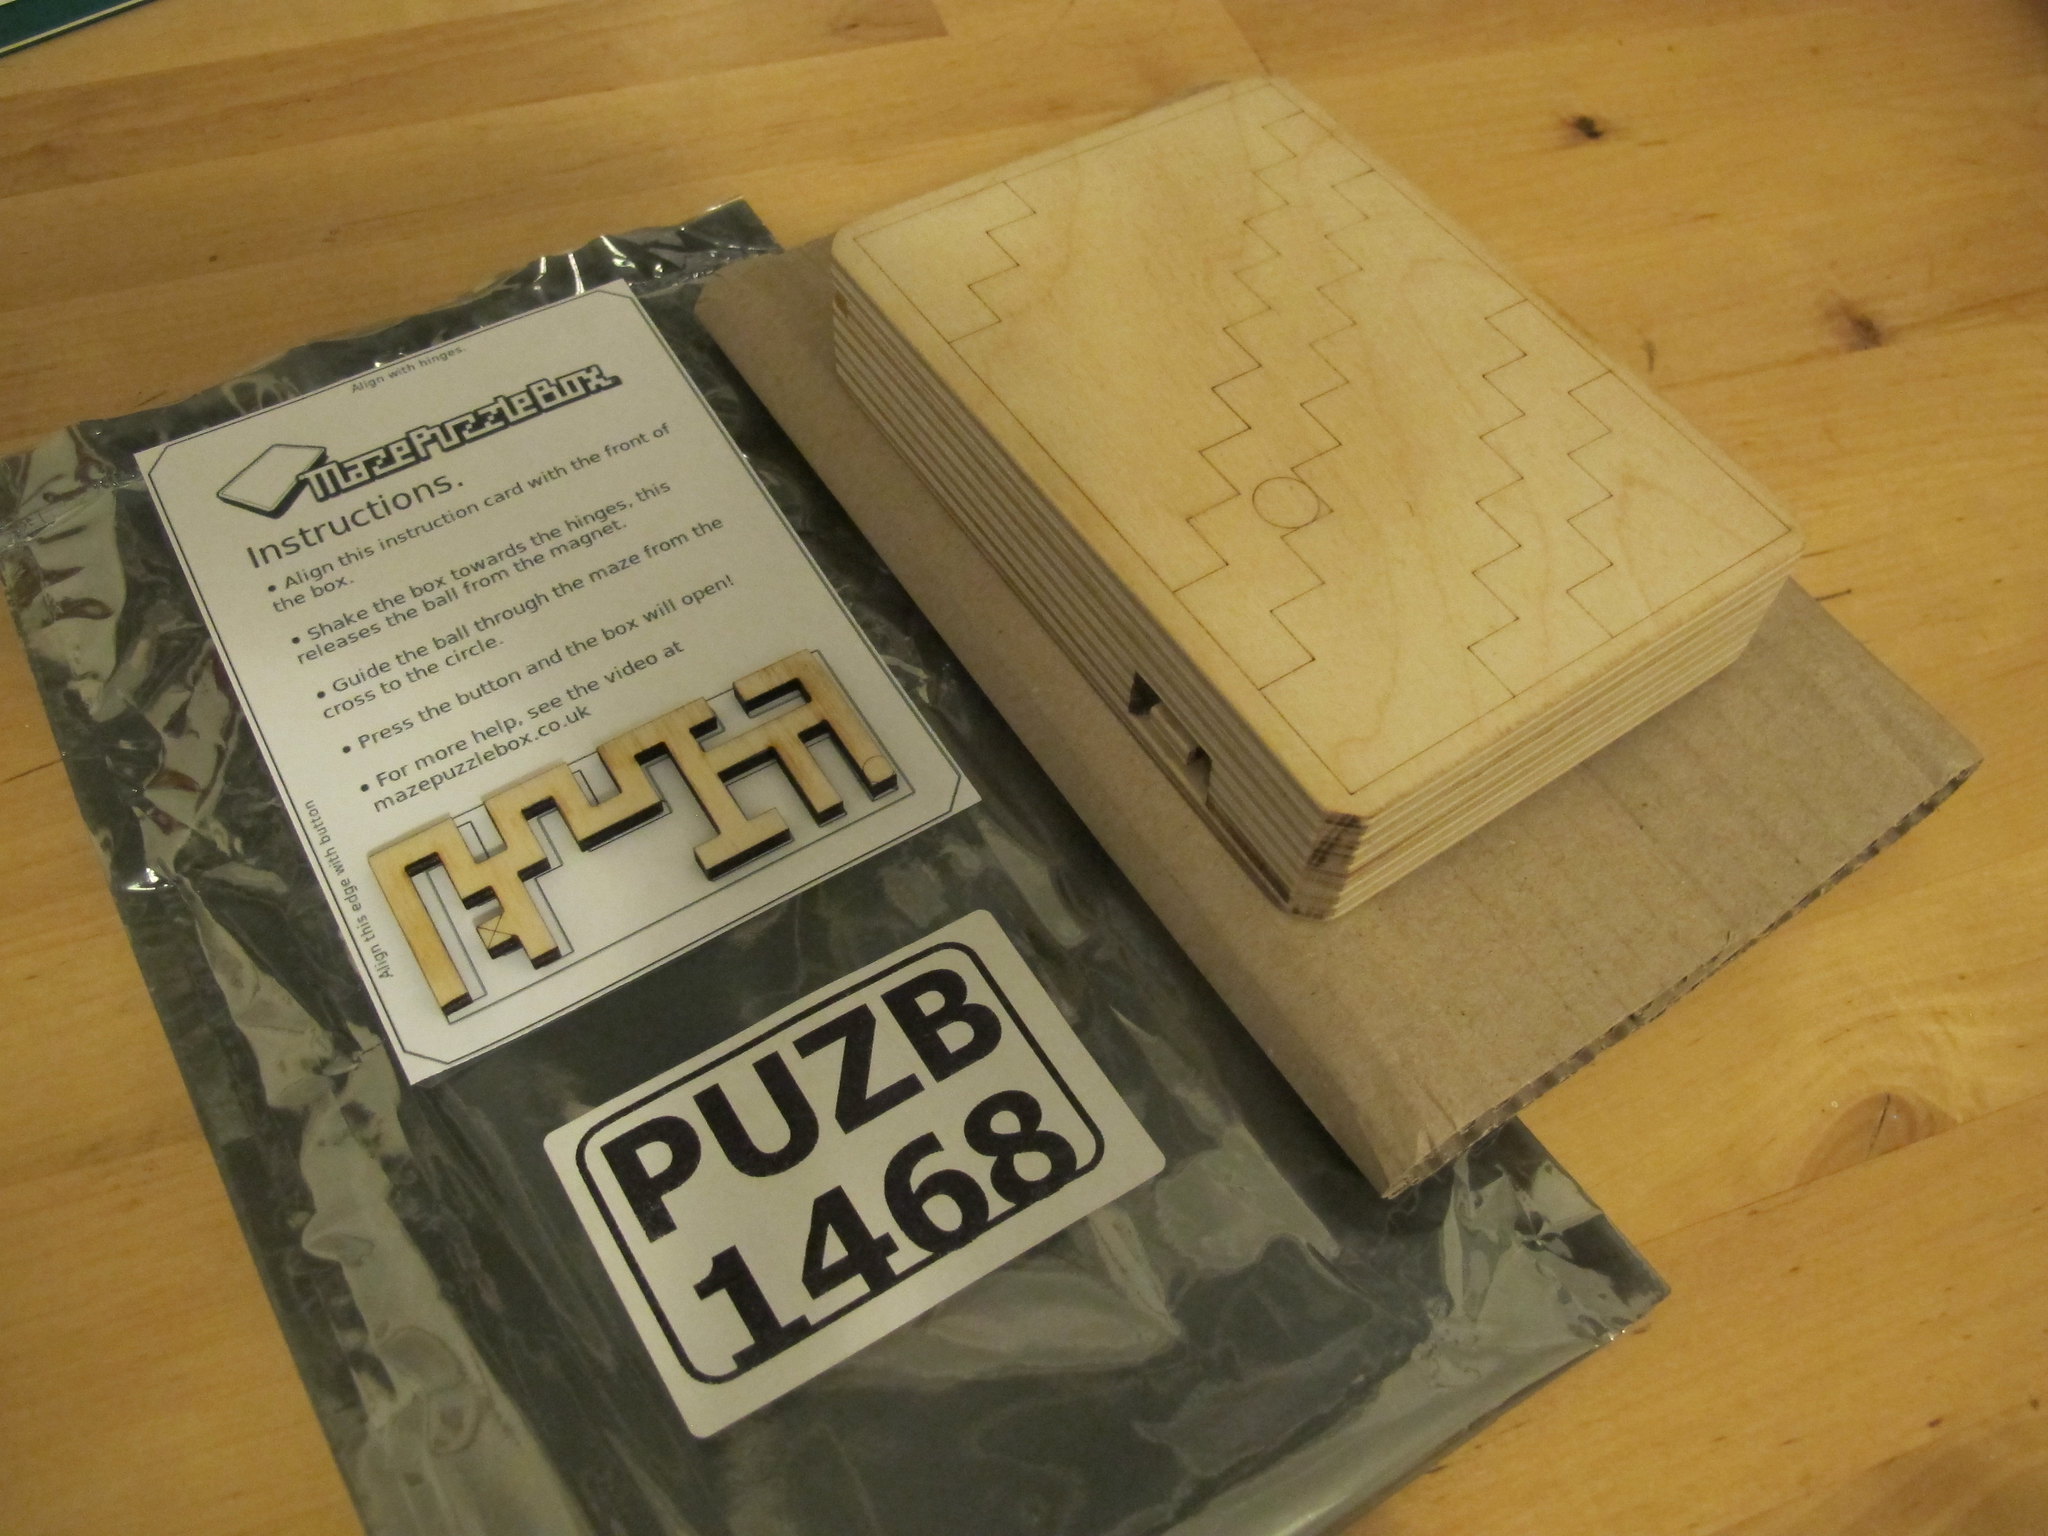 Align with hinges.
MazePuzzleBox
Instructions.
• Align this instruction card with the front of
the box.
• Shake the box towards the hinges, this
releases the ball from the magnet.
• Guide the ball through the maze from the
cross to the circle.
• Press the button and the box will open!
• For more help, see the video at
mazepuzzlebox.co.uk
Align this edge with button
PUZB
1468